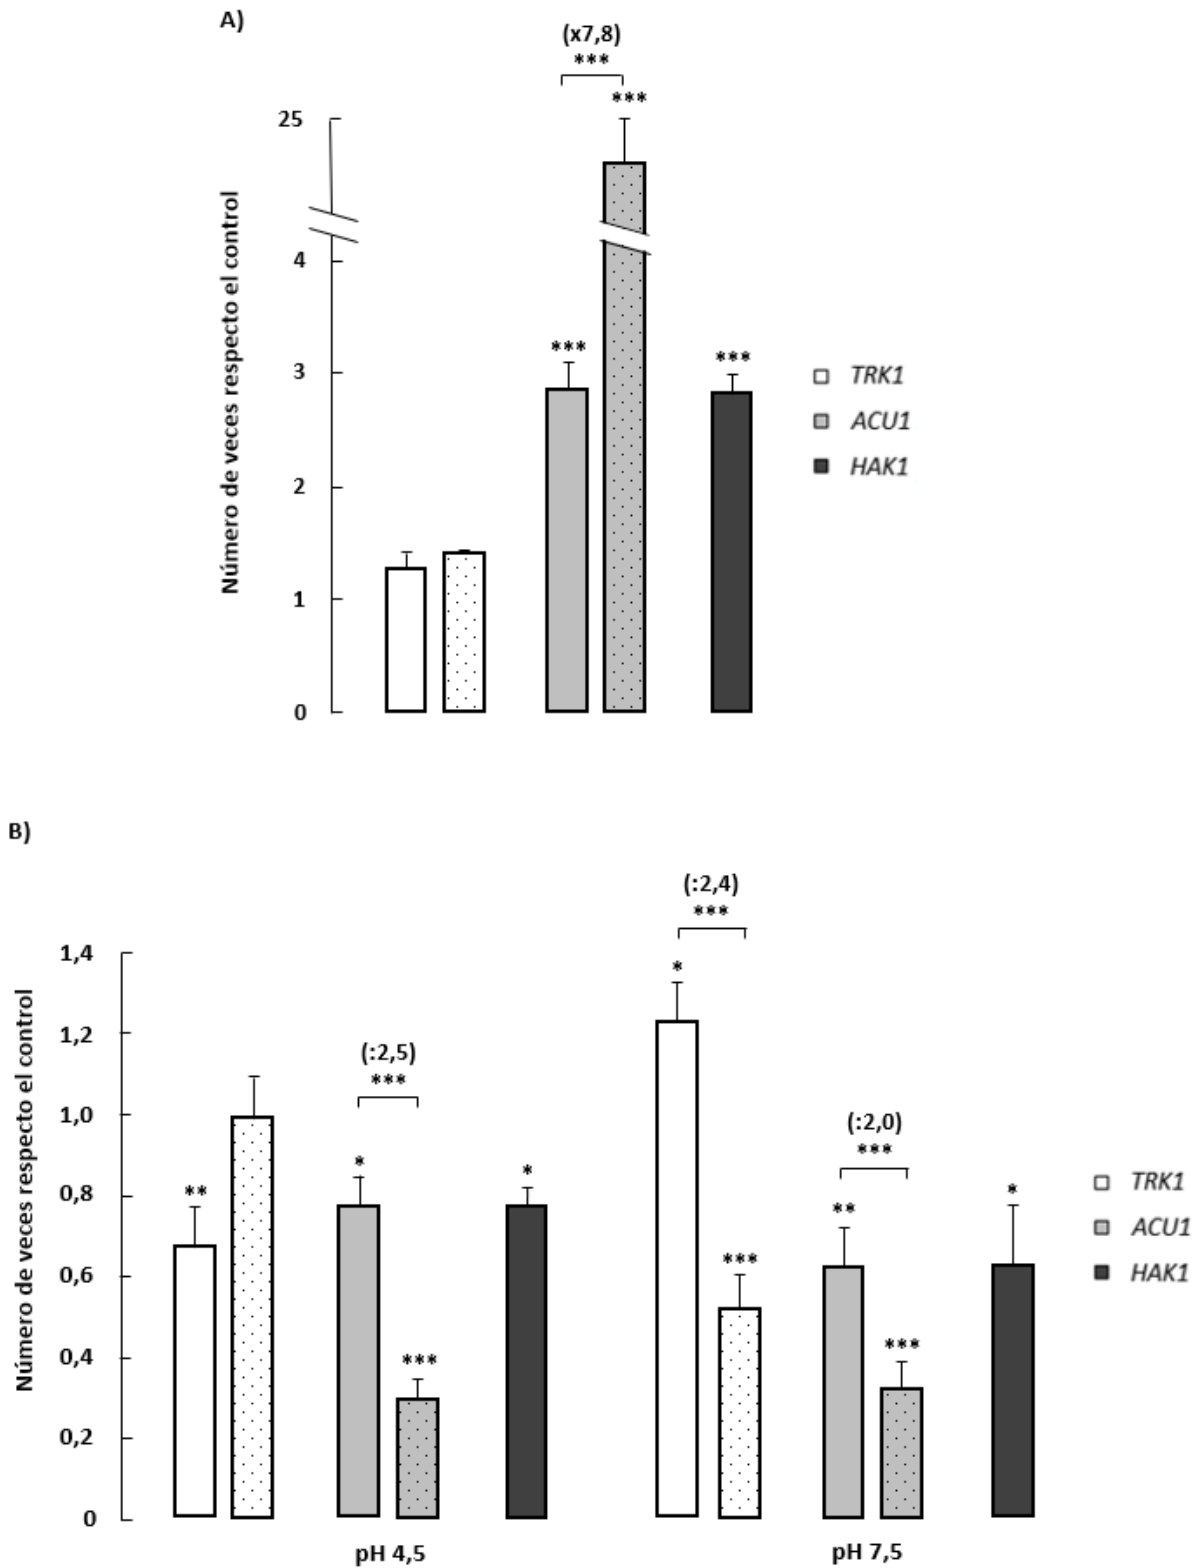 A)
(x7,8)
***
***
25
4
3
2
1
0
Número de veces respecto el control
***
***
TRK1
ACU1
HAK1
B)
1,4
1,2
1,0
0,8
0,6
0,4
0,2
0
Número de veces respecto el control
**
(:2,5)
***
*
***
*
(:2,4)
***
*
***
(:2,0)
***
**
***
*
TRK1
ACU1
HAK1
pH 4,5
pH 7,5